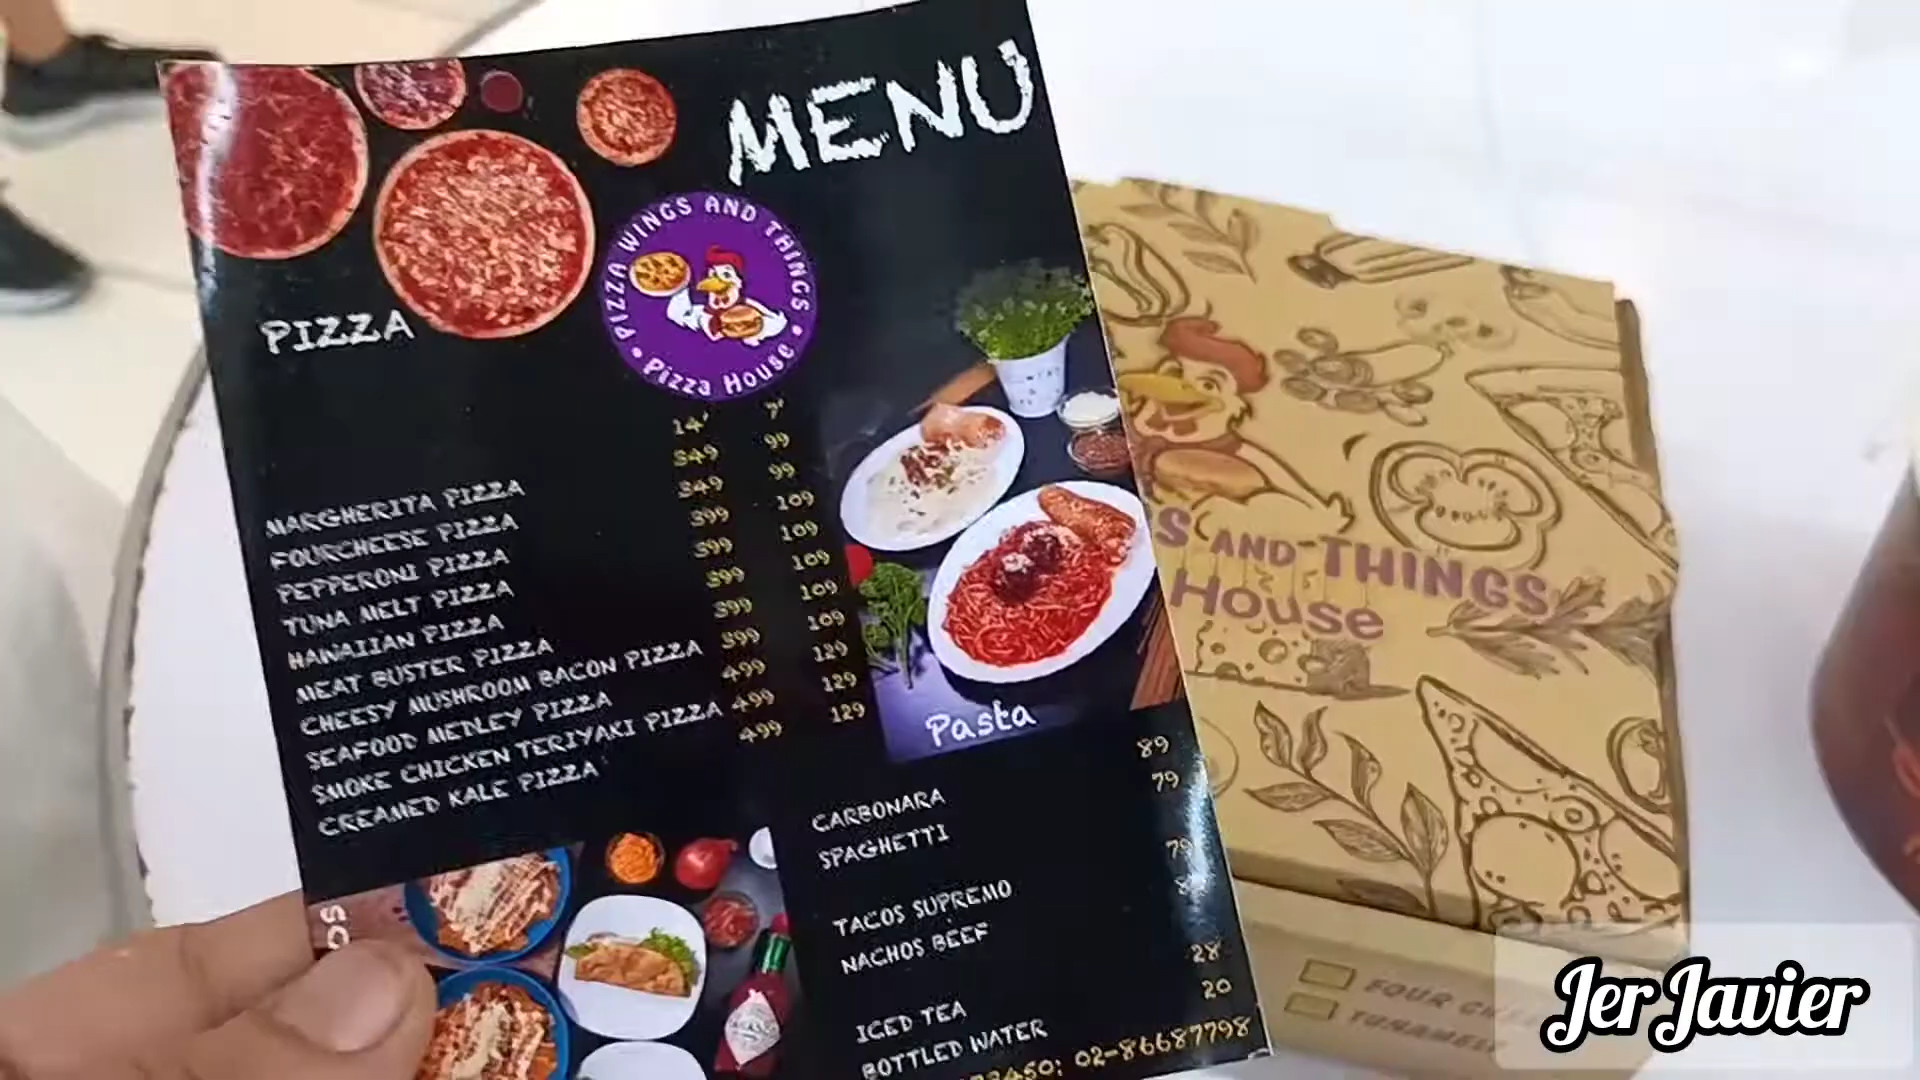 MENU
PIZZA WINGS AND THINGS
Pizza House
PIZZA
14" 7"
349 99
349 99
399 109
399 109
399 109
399 109
399 109
499 129
499 129
499 129
MARGHERITA PIZZA
FOURCHEESE PIZZA
PEPPERONI PIZZA
TUNA MELT PIZZA
HAWAIIAN PIZZA
MEAT BUSTER PIZZA
CHEESY MUSHROOM BACON PIZZA
SEAFOOD MEDLEY PIZZA
SMOKE CHICKEN TERIYAKI PIZZA
CREAMED KALE PIZZA
Pasta
CARBONARA 89
SPAGHETTI 79
TACOS SUPREMO 79
NACHOS BEEF
ICED TEA 28
BOTTLED WATER 20
02-86687798
S AND THINGS
House
FOUR
Jer Javier